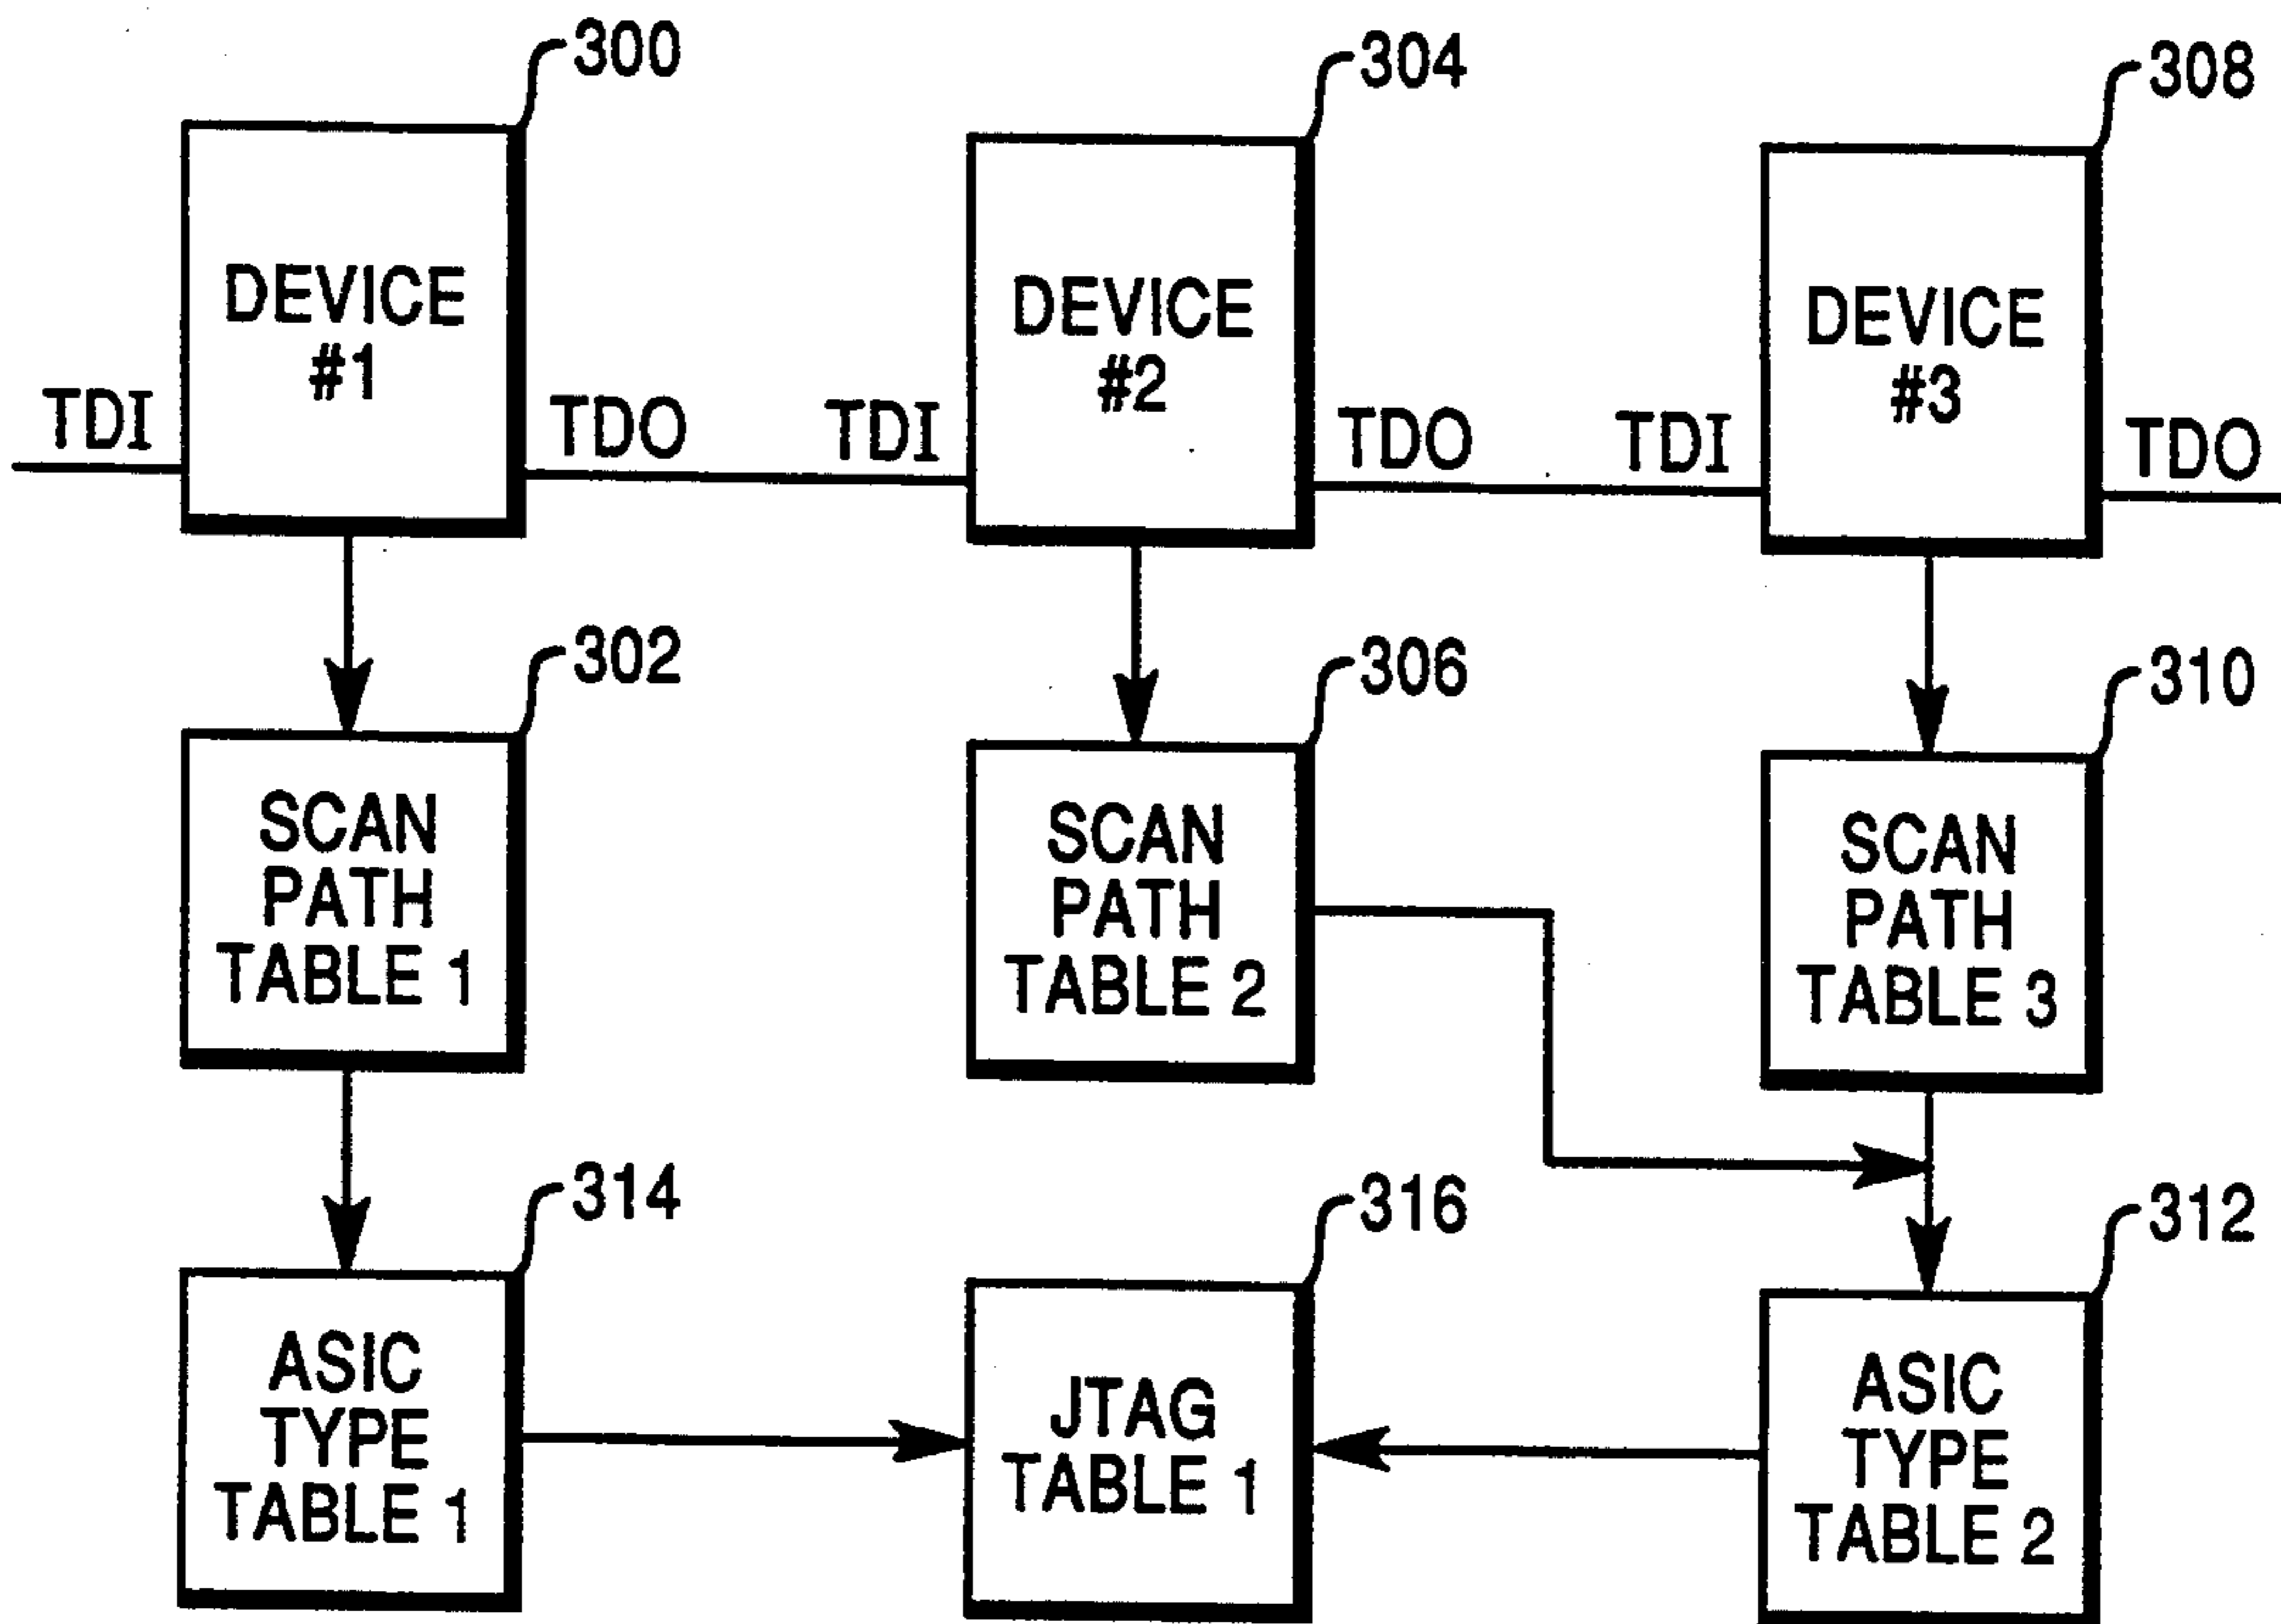 300
304
308
DEVICE
#1
DEVICE
#2
DEVICE
#3
TDI
TDO
TDI
TDO
TDI
TDO
302
306
310
SCAN
PATH
TABLE 1
SCAN
PATH
TABLE 2
SCAN
PATH
TABLE 3
314
316
312
ASIC
TYPE
TABLE 1
JTAG
TABLE 1
ASIC
TYPE
TABLE 2